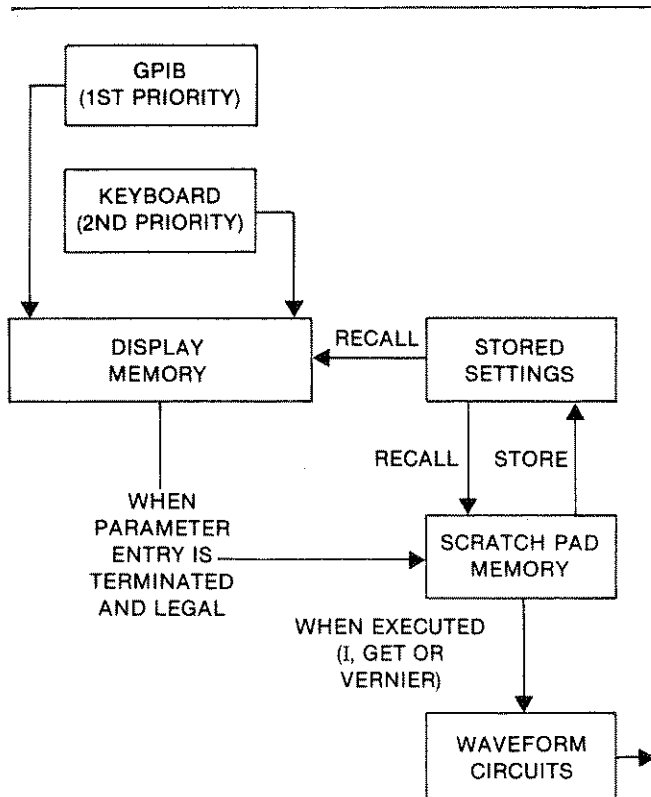 GPIB
(1ST PRIORITY)
KEYBOARD
(2ND PRIORITY)
DISPLAY
MEMORY
RECALL
STORED
SETTINGS
RECALL
STORE
WHEN
PARAMETER
ENTRY IS
TERMINATED
AND LEGAL
SCRATCH PAD
MEMORY
WHEN EXECUTED
(I, GET OR
VERNIER)
WAVEFORM
CIRCUITS